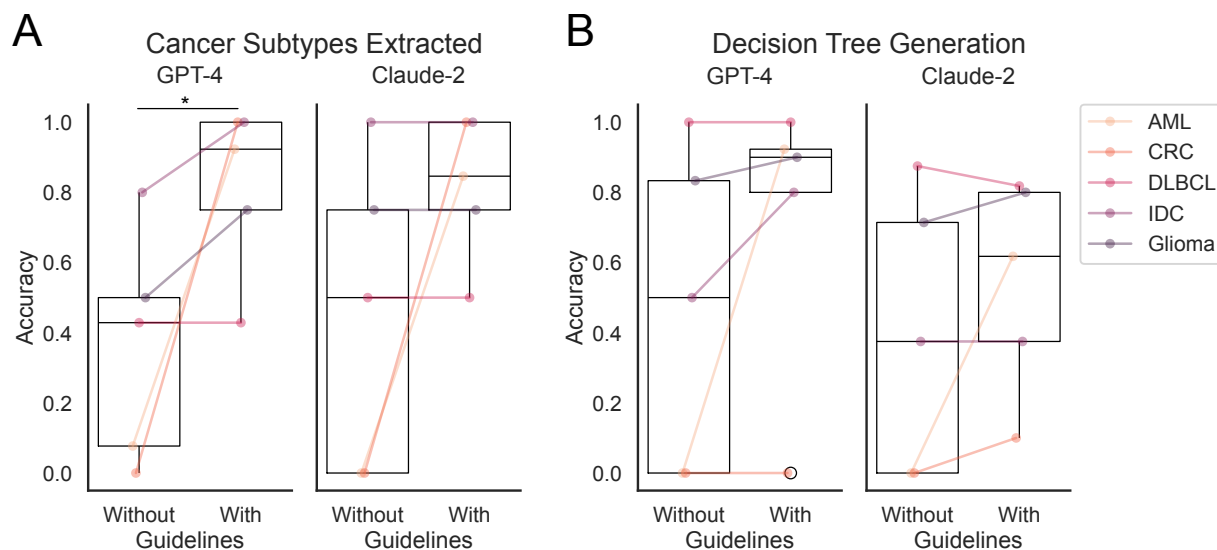 A
Cancer Subtypes Extracted
GPT-4
Claude-2
*
Accuracy
1.0
0.8
0.6
0.4
0.2
0.0
Without
With
Guidelines
Without
With
Guidelines
B
Decision Tree Generation
GPT-4
Claude-2
Accuracy
1.0
0.8
0.6
0.4
0.2
0.0
Without
With
Guidelines
Without
With
Guidelines
AML
CRC
DLBCL
IDC
Glioma